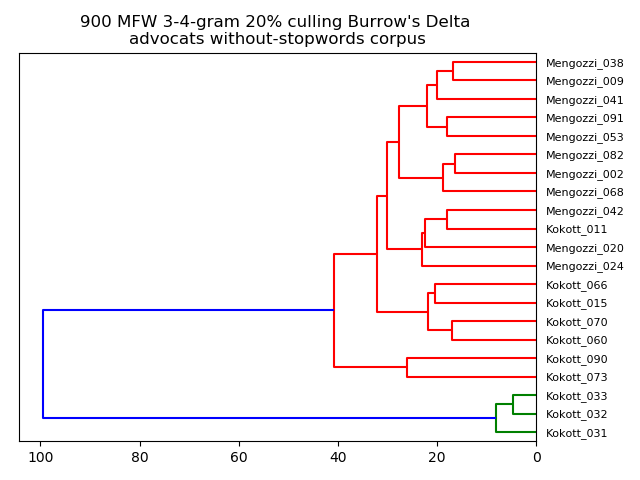 900 MFW 3-4-gram 20% culling Burrow's Delta
advocats without-stopwords corpus
Mengozzi_038
Mengozzi_009
Mengozzi_041
Mengozzi_091
Mengozzi_053
Mengozzi_082
Mengozzi_002
Mengozzi_068
Mengozzi_042
Kokott_011
Mengozzi_020
Mengozzi_024
Kokott_066
Kokott_015
Kokott_070
Kokott_060
Kokott_090
Kokott_073
Kokott_033
Kokott_032
Kokott_031
100 80 60 40 20 0